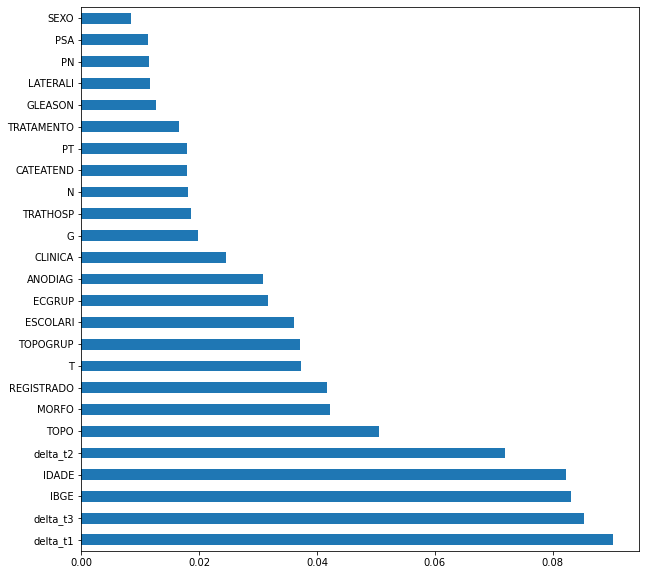 SEXO
PSA
PN
LATERALI
GLEASON
TRATAMENTO
PT
CATEATEND
N
TRATHOSP
G
CLINICA
ANODIAG
ECGRUP
ESCOLARI
TOPOGRUP
T
REGISTRADO
MORFO
TOPO
delta_t2
IDADE
IBGE
delta_t3
delta_t1
0.00 0.02 0.04 0.06 0.08